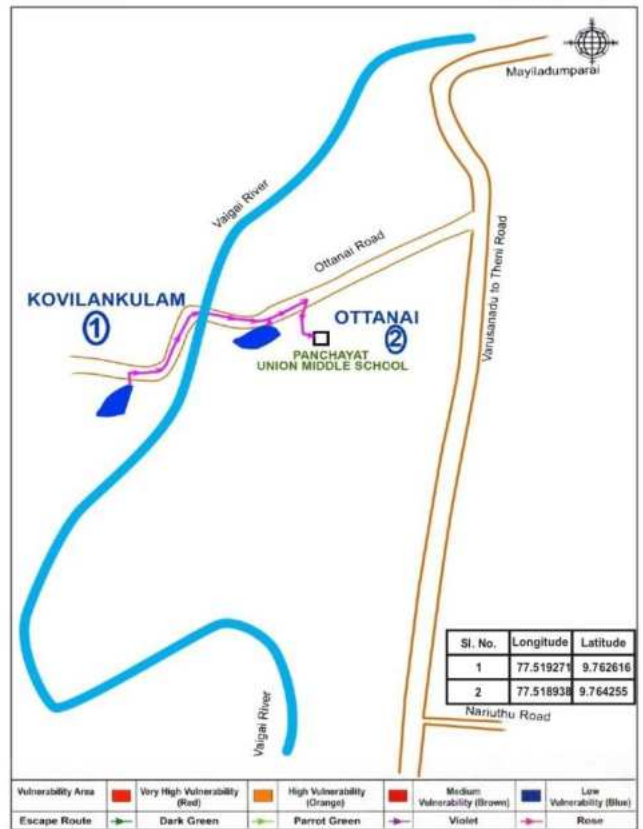 Mayiladumparai
Vaigai River
Ottanai Road
Varusanadu to Theni Road
KOVILANKULAM
1
OTTANAI
2
PANCHAYAT
UNION MIDDLE SCHOOL
Sl. No. Longitude Latitude
1 77.519271 9.762616
2 77.518938 9.764255
Nariuthu Road
Vaigai River
Vulnerability Area Very High Vulnerability (Red) High Vulnerability (Orange) Medium Vulnerability (Brown) Low Vulnerability (Blue)
Escape Route Dark Green Parrot Green Violet Rose